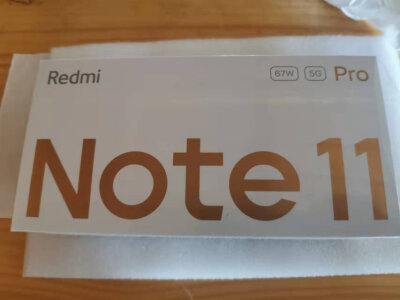 Redmi 67W 5G Pro
Note 11